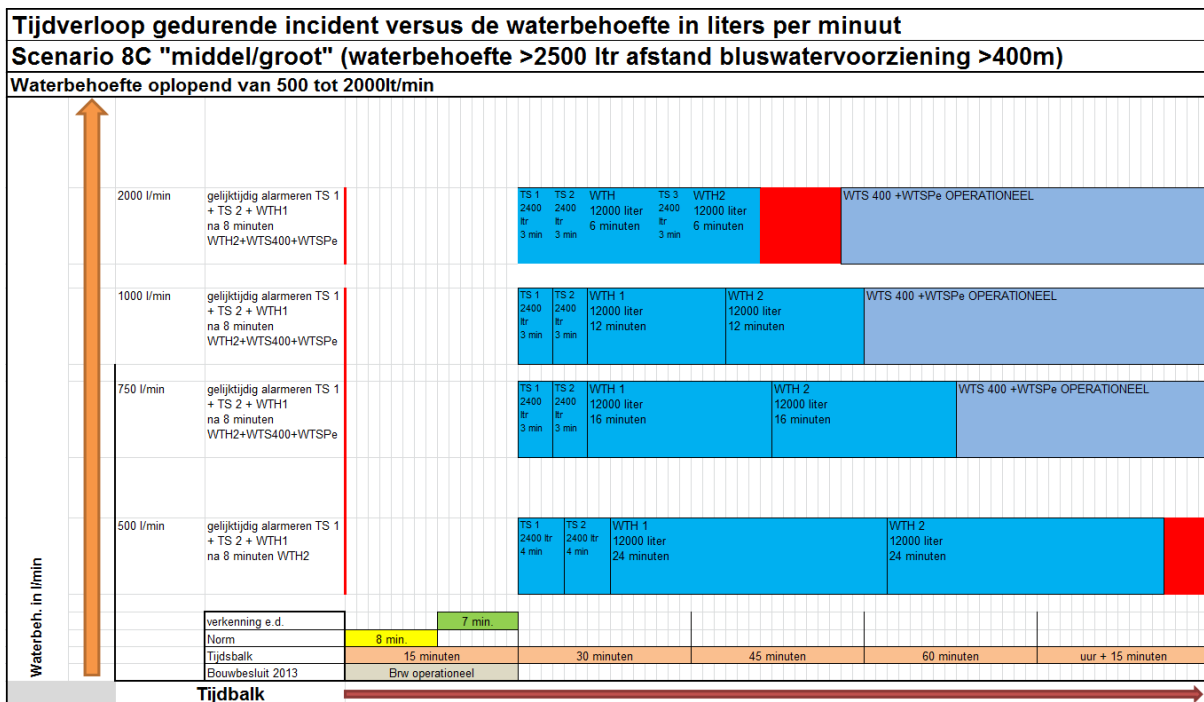 Tijdverloop gedurende incident versus de waterbehoefte in liters per minuut
Scenario 8C "middel/groot" (waterbehoefte >2500 ltr afstand bluswatervoorziening >400m)
Waterbehoefte oplopend van 500 tot 2000lt/min
2000 l/min
gelijktijdig alarmeren TS 1
+ TS 2 + WTH1
na 8 minuten
WTH2+WTS400+WTSPe
TS 1
2400
ltr
3 min
TS 2
2400
ltr
3 min
WTH
12000 liter
6 minuten
TS 3
2400
ltr
3 min
WTH2
12000 liter
6 minuten
WTS 400 +WTSPe OPERATIONEEL
1000 l/min
gelijktijdig alarmeren TS 1
+ TS 2 + WTH1
na 8 minuten
WTH2+WTS400+WTSPe
TS 1
2400
ltr
3 min
TS 2
2400
ltr
3 min
WTH 1
12000 liter
12 minuten
WTH 2
12000 liter
12 minuten
WTS 400 +WTSPe OPERATIONEEL
750 l/min
gelijktijdig alarmeren TS 1
+ TS 2 + WTH1
na 8 minuten
WTH2+WTS400+WTSPe
TS 1
2400
ltr
3 min
TS 2
2400
ltr
3 min
WTH 1
12000 liter
16 minuten
WTH 2
12000 liter
16 minuten
WTS 400 +WTSPe OPERATIONEEL
500 l/min
gelijktijdig alarmeren TS 1
+ TS 2 + WTH1
na 8 minuten WTH2
TS 1
2400 ltr
4 min
TS 2
2400 ltr
4 min
WTH 1
12000 liter
24 minuten
WTH 2
12000 liter
24 minuten
Waterbeh. in l/min
verkenning e.d.
7 min.
Norm
8 min.
Tijdsbalk
15 minuten
30 minuten
45 minuten
60 minuten
uur + 15 minuten
Bouwbesluit 2013
Brw operationeel
Tijdbalk